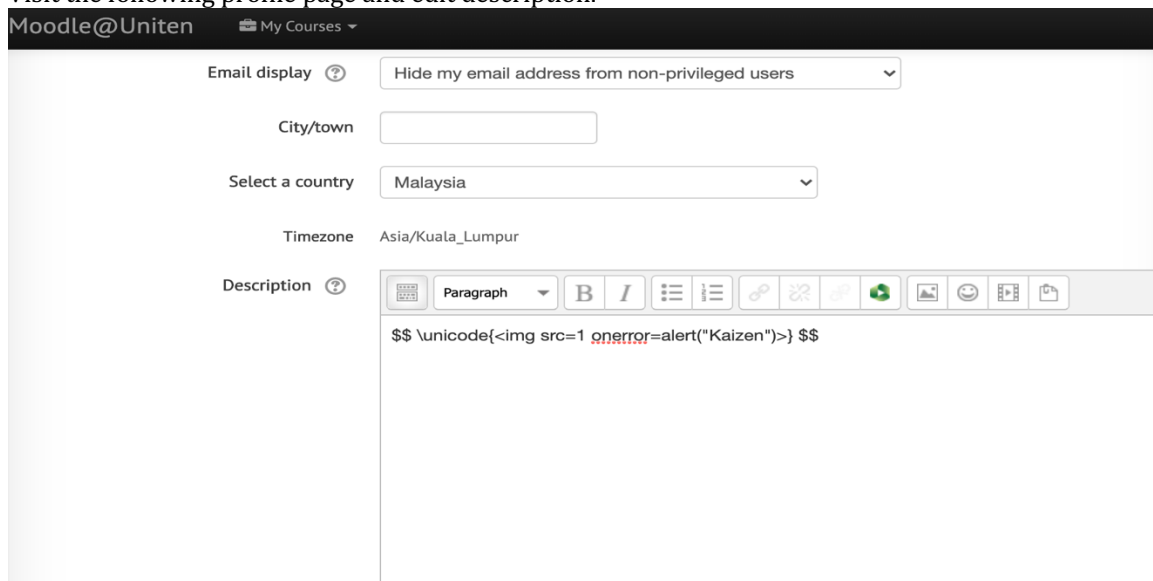 Visit the following profile page and edit description.
Moodle@Uniten My Courses
Email display
Hide my email address from non-privileged users
City/town
Select a country
Malaysia
Timezone
Asia/Kuala_Lumpur
Description
Paragraph B I
$$ \unicode{<img src=1 onerror=alert("Kaizen")>} $$